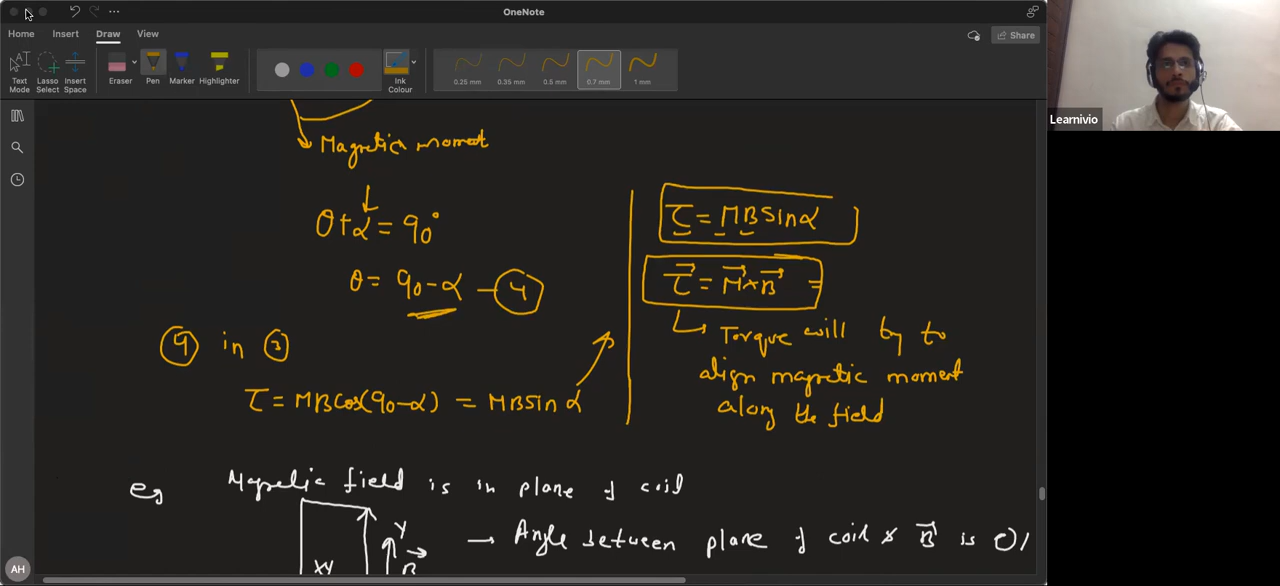 OneNote
Home Insert Draw View
Share
Text Mode
Lasso Select
Insert Space
Eraser
Pen
Marker
Highlighter
Ink Colour
0.25 mm 0.35 mm 0.5 mm 0.7 mm 1 mm
Learnivio
Magnetic moment
θ+α = 90°
θ = 90-α - 4
4 in 3
τ = MBcos(90-α) = MBsin α
τ = MBsinα
τ⃗ = M⃗×B⃗ =
Torque will try to
align magnetic moment
along the field
eg Magnetic field is in plane of coil
Y
→ Angle between plane of coil & B⃗ is 0/
XY B
AH